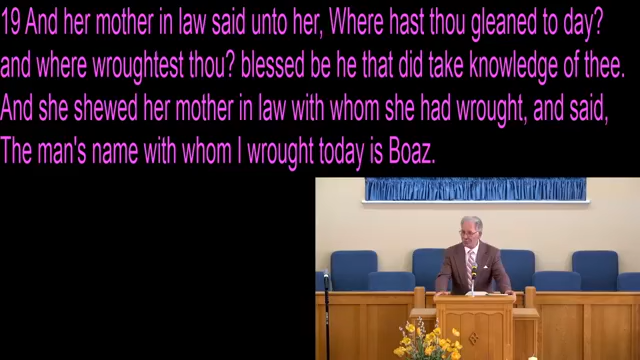 19 And her mother in law said unto her, Where hast thou gleaned to day?
and where wroughtest thou? blessed be he that did take knowledge of thee.
And she shewed her mother in law with whom she had wrought, and said,
The man's name with whom I wrought today is Boaz.